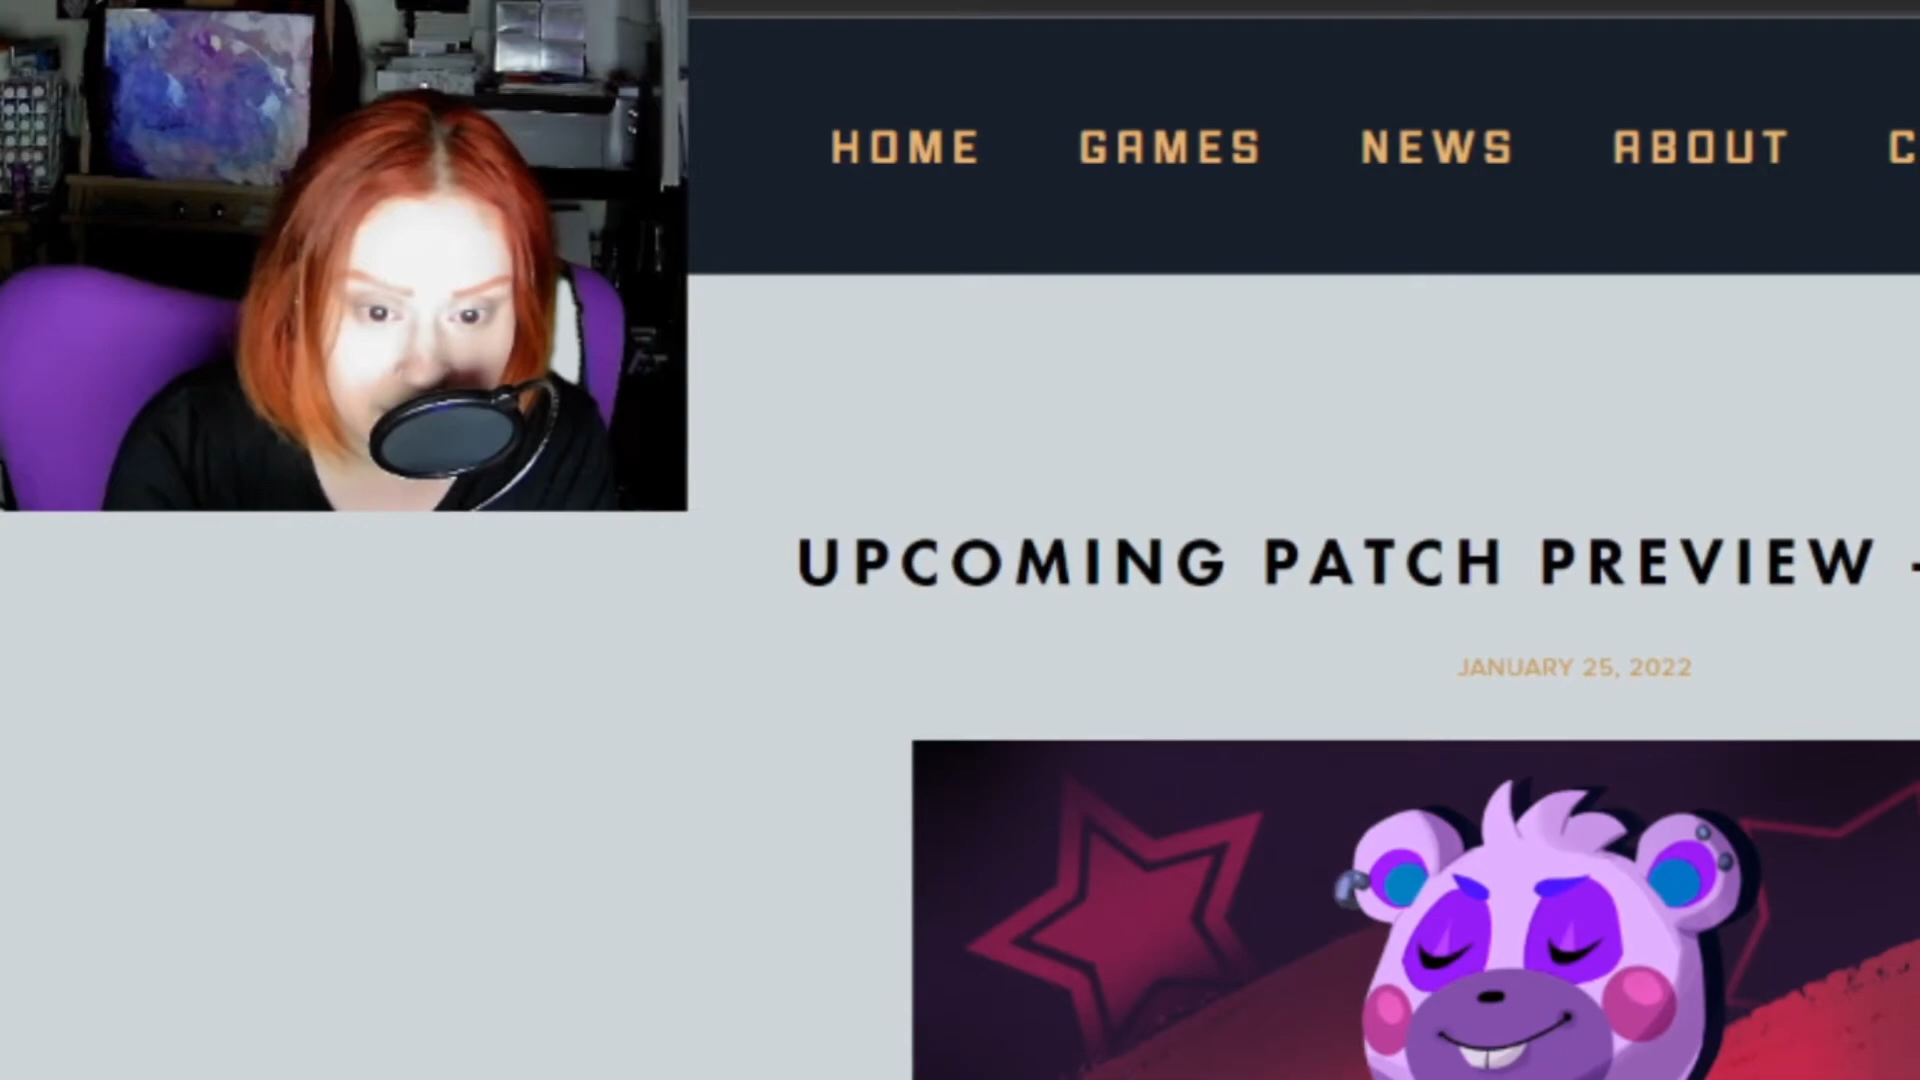 HOME GAMES NEWS ABOUT C
UPCOMING PATCH PREVIEW -
JANUARY 25, 2022